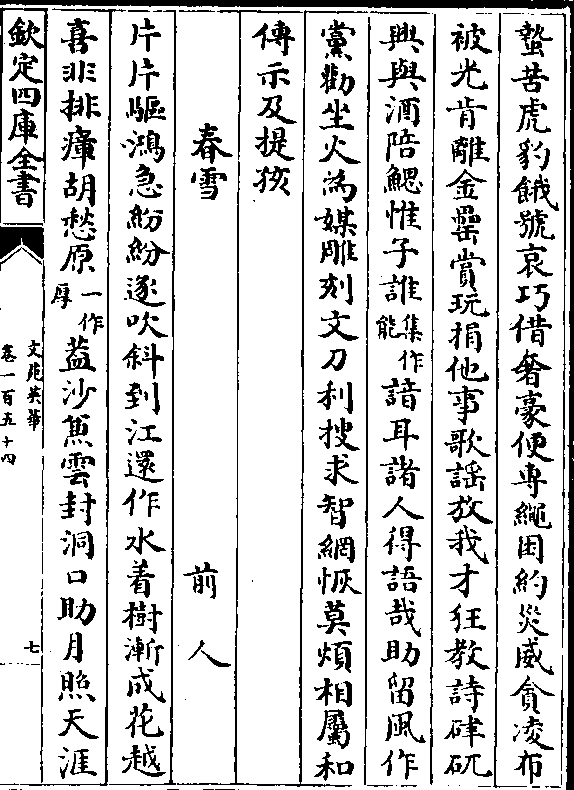 蟄苦虎豹餓號哀巧借奢豪便專繩困約災威貪凌布
被光肯離金罍賞玩捐他事歌謡放我才狂教詩硉矹
興與酒陪鰓惟子誰集作能諳耳諸人得語哉助留風作
黨勸坐火為媒雕刻文刀利搜求智網恢莫煩相屬和
傳示及提孩
春雪 前人
片片驅鴻急紛紛逐吹斜到江還作水着樹漸成花越
喜非排瘴胡愁原一作厚葢沙兼雲封洞口助月照天涯
欽定四庫全書
文苑英華
卷一百五十四
七